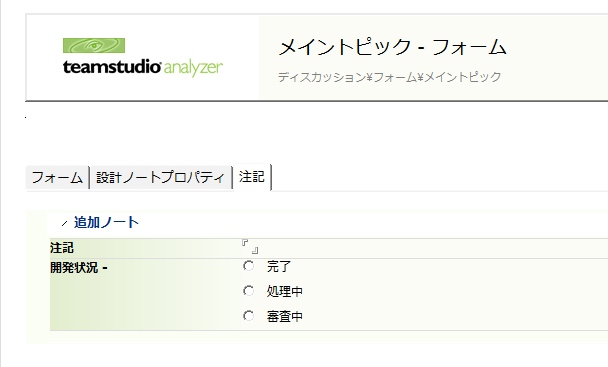 teamstudio analyzer
メイントピック - フォーム
ディスカッション¥フォーム¥メイントピック
フォーム 設計ノートプロパティ 注記
追加ノート
注記
開発状況 - 完了
処理中
審査中